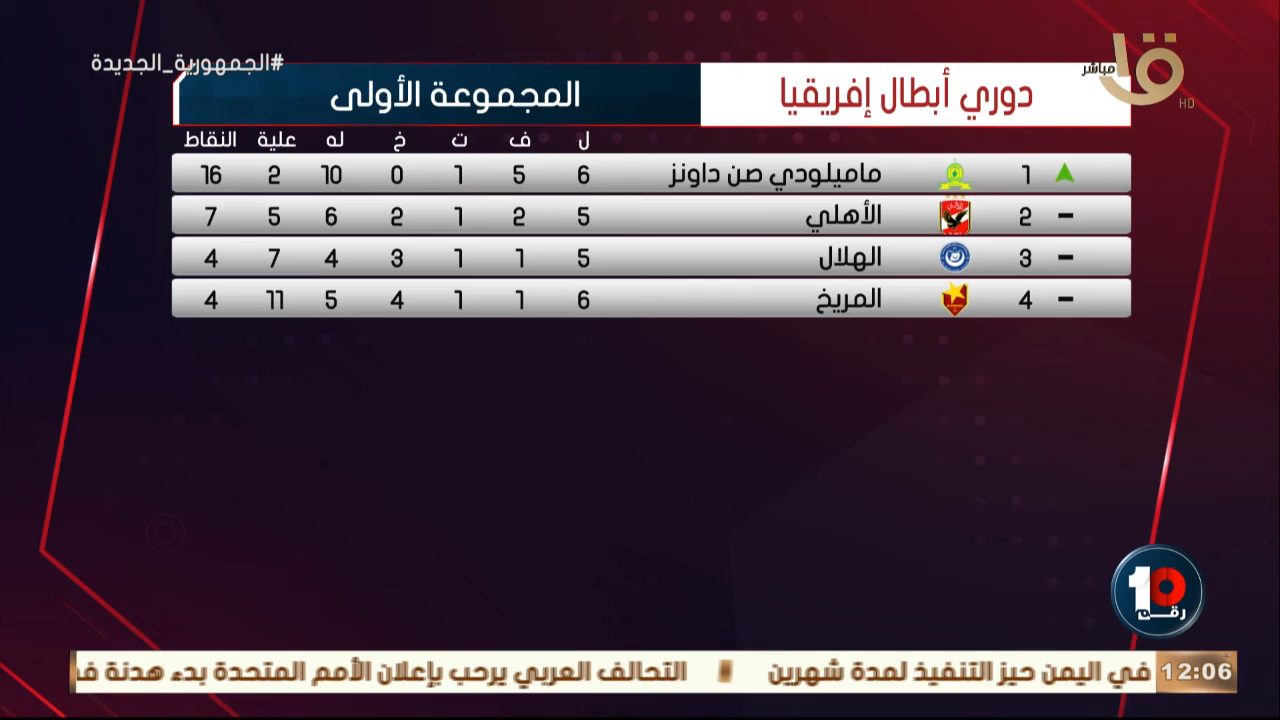 #الجمهورية_الجديدة
مباشر
HD
دوري أبطال إفريقيا المجموعة الأولى
ل ف ت خ له علية النقاط
1 ماميلودي صن داونز 6 5 1 0 10 2 16
2 الأهلي 5 2 1 2 6 5 7
3 الهلال 5 1 1 3 4 7 4
4 المريخ 6 1 1 4 5 11 4
رقم 10
12:06 في اليمن حيز التنفيذ لمدة شهرين التحالف العربي يرحب بإعلان الأمم المتحدة بدء هدنة